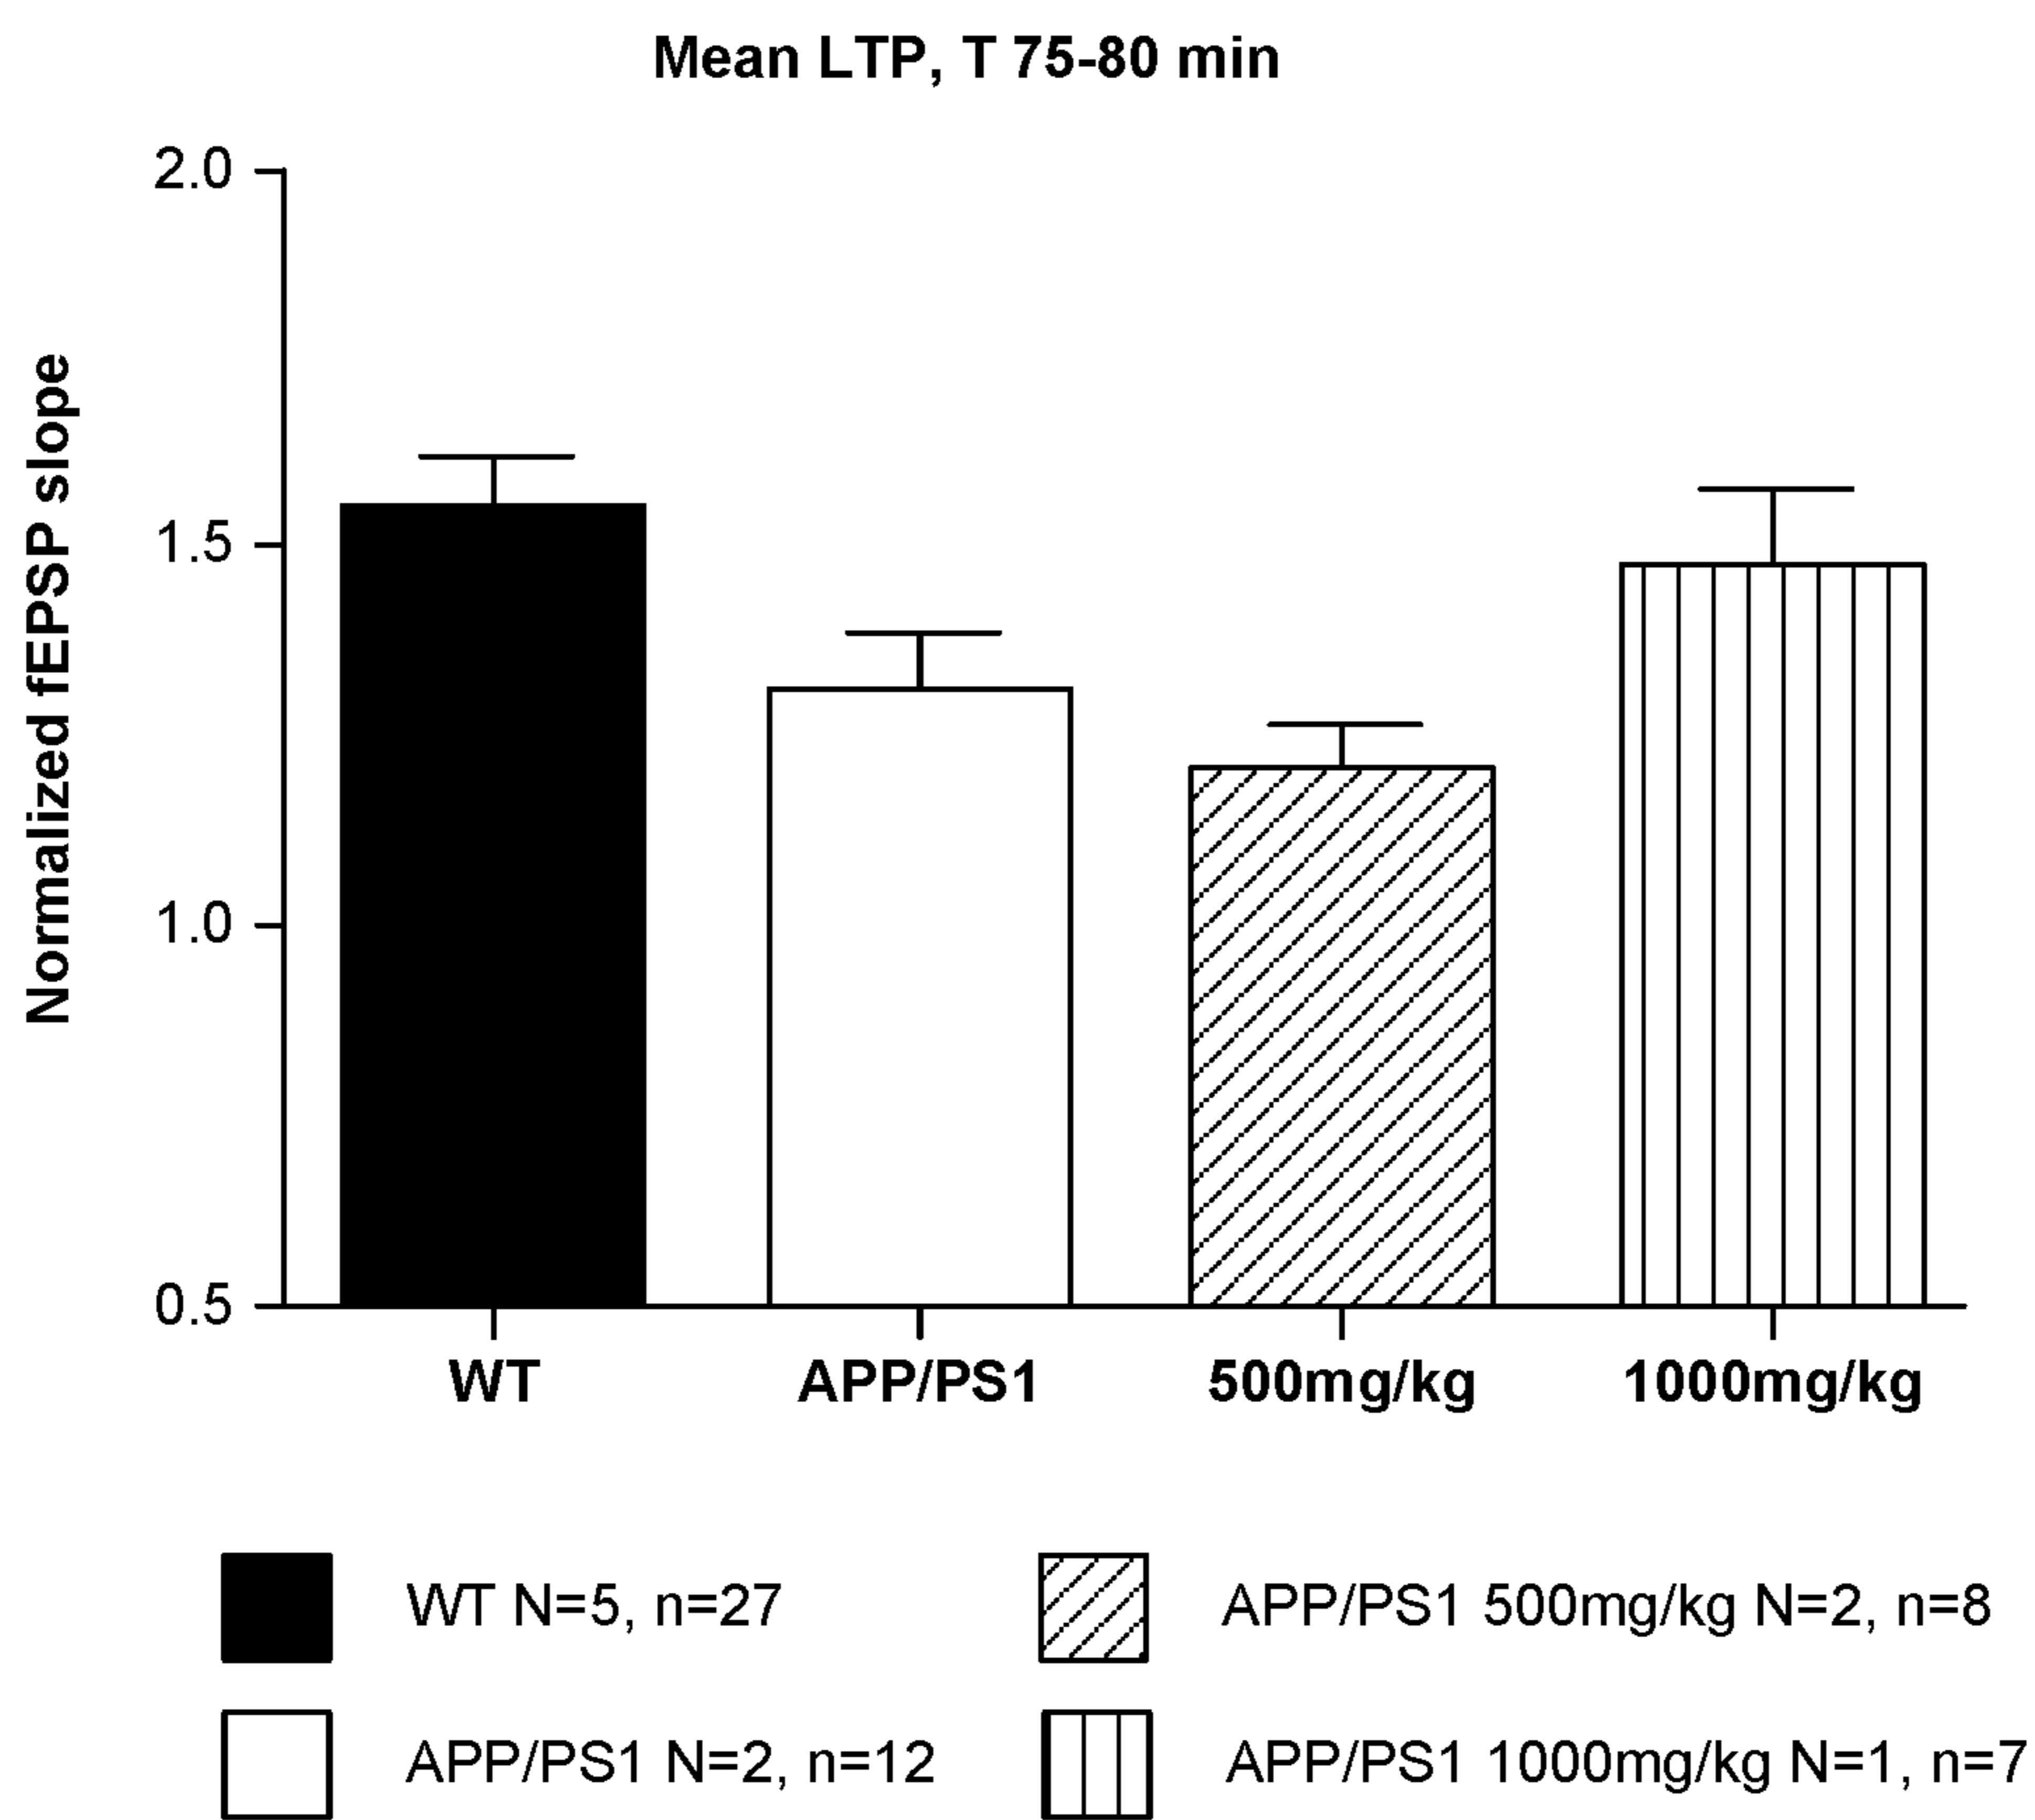 Mean LTP, T 75-80 min
Normalized fEPSP slope
2.0
1.5
1.0
0.5
WT
APP/PS1
500mg/kg
1000mg/kg
WT N=5, n=27
APP/PS1 500mg/kg N=2, n=8
APP/PS1 N=2, n=12
APP/PS1 1000mg/kg N=1, n=7